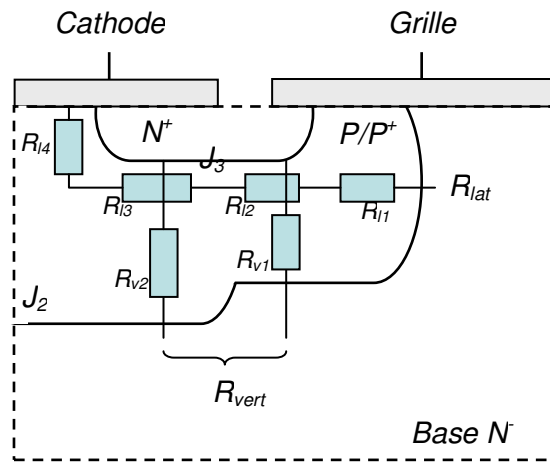 Cathode
Grille
N⁺
P/P⁺
Rl4
J3
Rl3
Rl2
Rl1
Rlat
Rv2
Rv1
J2
Rvert
Base N⁻